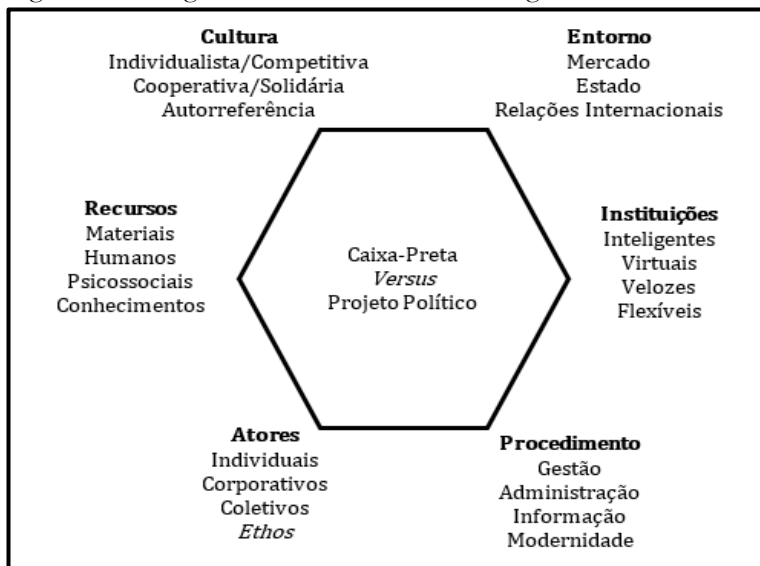 Cultura
Individualista/Competitiva
Cooperativa/Solidária
Autorreferência
Entorno
Mercado
Estado
Relações Internacionais
Recursos
Materiais
Humanos
Psicossociais
Conhecimentos
Caixa-Preta
Versus
Projeto Político
Instituições
Inteligentes
Virtuais
Velozes
Flexíveis
Atores
Individuais
Corporativos
Coletivos
Ethos
Procedimento
Gestão
Administração
Informação
Modernidade